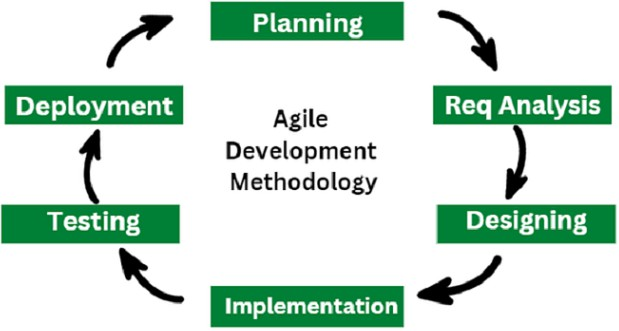 Planning
Deployment
Req Analysis
Agile
Development
Methodology
Testing
Designing
Implementation